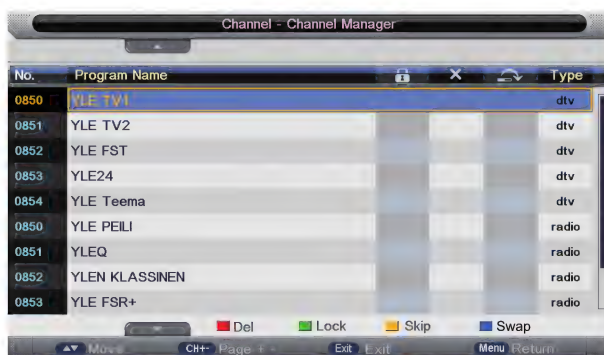 Channel - Channel Manager
No. Program Name Type
0850 YLE TV1 dtv
0851 YLE TV2 dtv
0852 YLE FST dtv
0853 YLE24 dtv
0854 YLE Teema dtv
0850 YLE PEILI radio
0851 YLEQ radio
0852 YLEN KLASSINEN radio
0853 YLE FSR+ radio
Del Lock Skip Swap
Move CH+- Page + - Exit Exit Menu Return